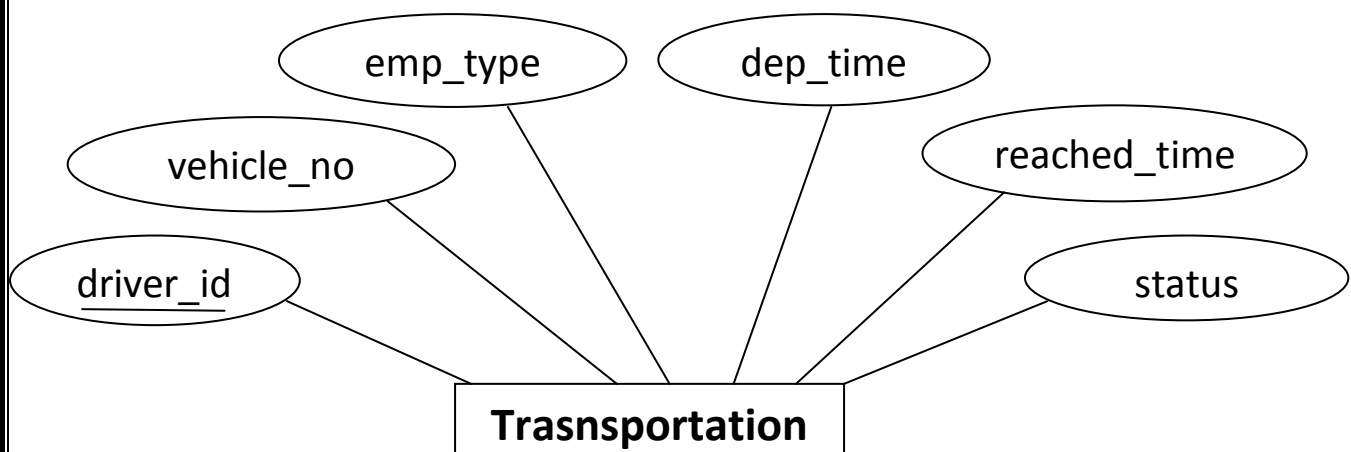 emp_type
dep_time
vehicle_no
reached_time
driver_id
status
Trasnsportation